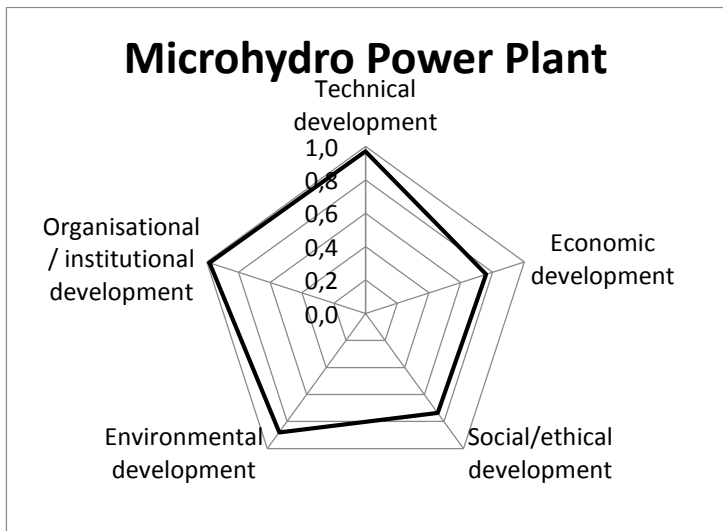 Microhydro Power Plant
Technical
development
1,0
0,8
0,6
0,4
0,2
0,0
Economic
development
Social/ethical
development
Environmental
development
Organisational
/ institutional
development